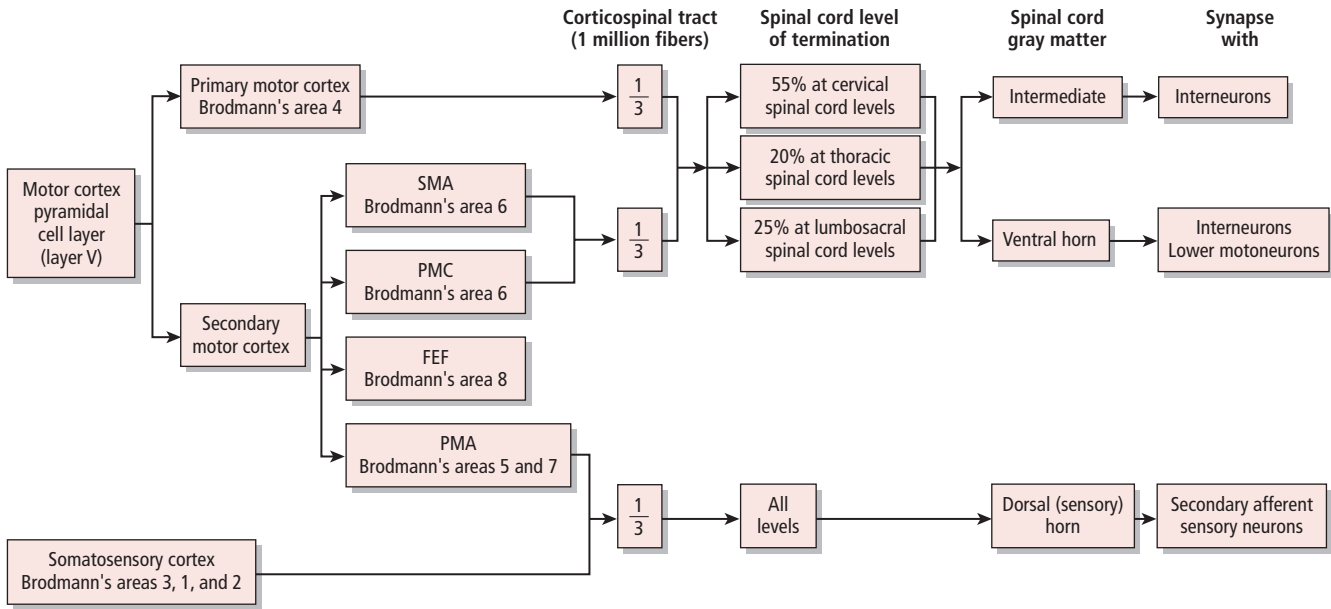 Corticospinal tract
(1 million fibers)
Spinal cord level
of termination
Spinal cord
gray matter
Synapse
with
Primary motor cortex
Brodmann's area 4
1
3
55% at cervical
spinal cord levels
Intermediate
Interneurons
20% at thoracic
spinal cord levels
Motor cortex
pyramidal
cell layer
(layer V)
SMA
Brodmann's area 6
1
3
25% at lumbosacral
spinal cord levels
Ventral horn
Interneurons
Lower motoneurons
PMC
Brodmann's area 6
Secondary
motor cortex
FEF
Brodmann's area 8
PMA
Brodmann's areas 5 and 7
1
3
All
levels
Dorsal (sensory)
horn
Secondary afferent
sensory neurons
Somatosensory cortex
Brodmann's areas 3, 1, and 2